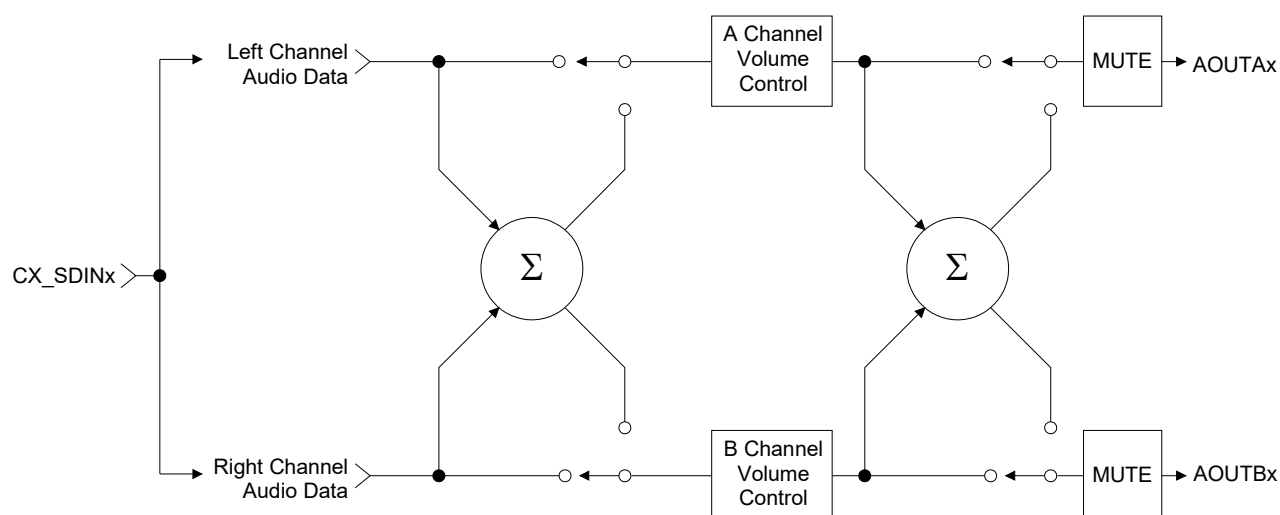 Left Channel
Audio Data
A Channel
Volume
Control
MUTE
AOUTAx
CX_SDINx
Σ
Σ
Right Channel
Audio Data
B Channel
Volume
Control
MUTE
AOUTBx